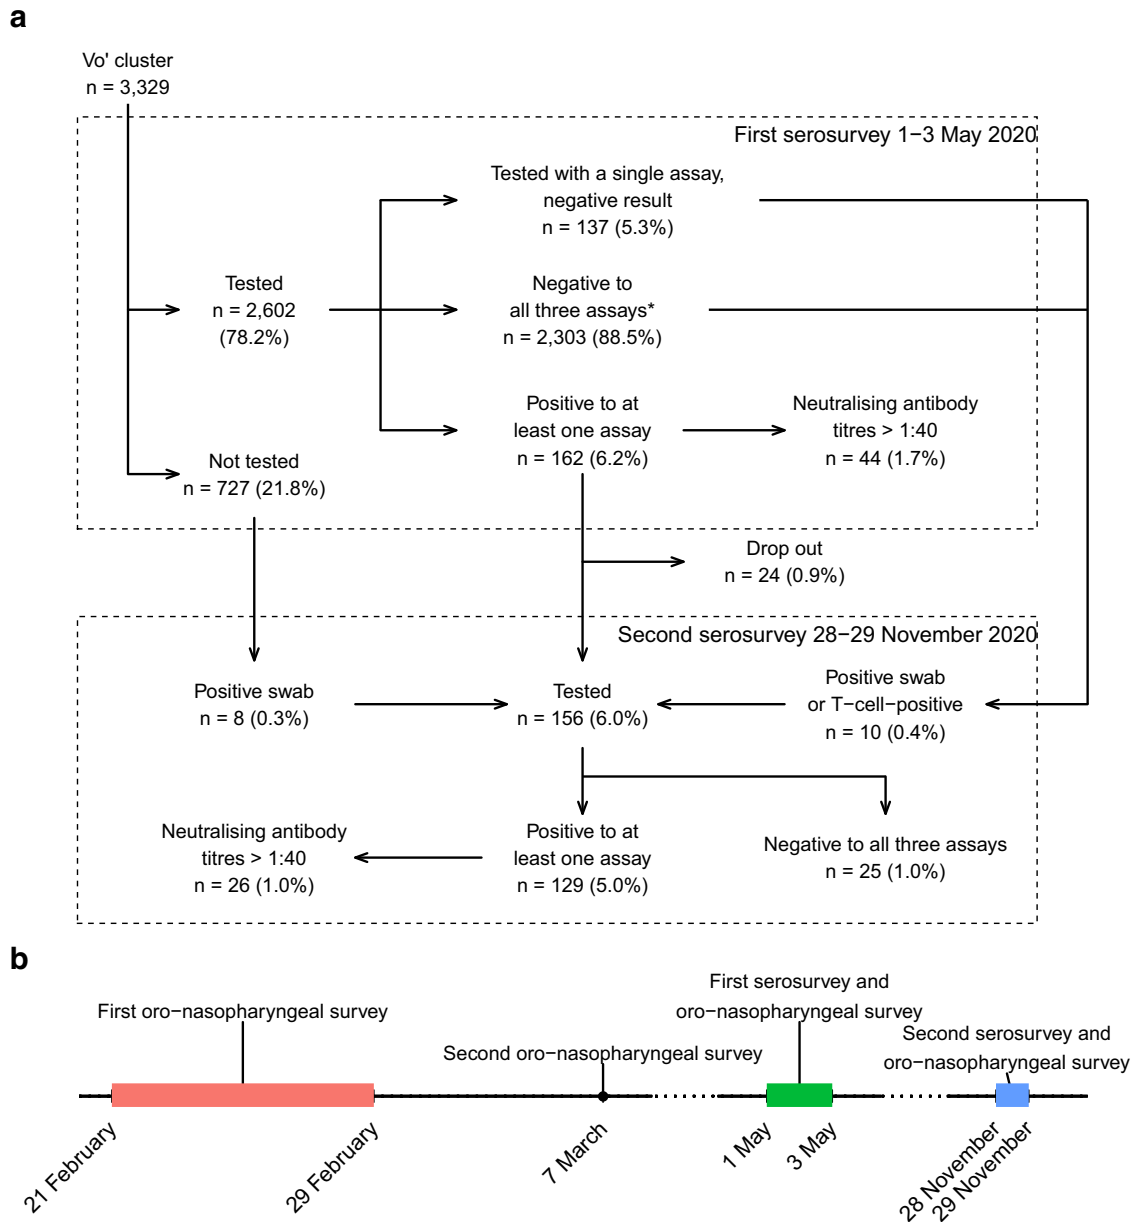 a
Vo' cluster
n = 3,329
First serosurvey 1−3 May 2020
Tested with a single assay,
negative result
n = 137 (5.3%)
Tested
n = 2,602
(78.2%)
Negative to
all three assays*
n = 2,303 (88.5%)
Positive to at
least one assay
n = 162 (6.2%)
Neutralising antibody
titres > 1:40
n = 44 (1.7%)
Not tested
n = 727 (21.8%)
Drop out
n = 24 (0.9%)
Second serosurvey 28−29 November 2020
Positive swab
n = 8 (0.3%)
Tested
n = 156 (6.0%)
Positive swab
or T−cell−positive
n = 10 (0.4%)
Neutralising antibody
titres > 1:40
n = 26 (1.0%)
Positive to at
least one assay
n = 129 (5.0%)
Negative to all three assays
n = 25 (1.0%)
b
First oro−nasopharyngeal survey
Second oro−nasopharyngeal survey
First serosurvey and
oro−nasopharyngeal survey
Second serosurvey and
oro−nasopharyngeal survey
21 February
29 February
7 March
1 May
3 May
28 November
29 November